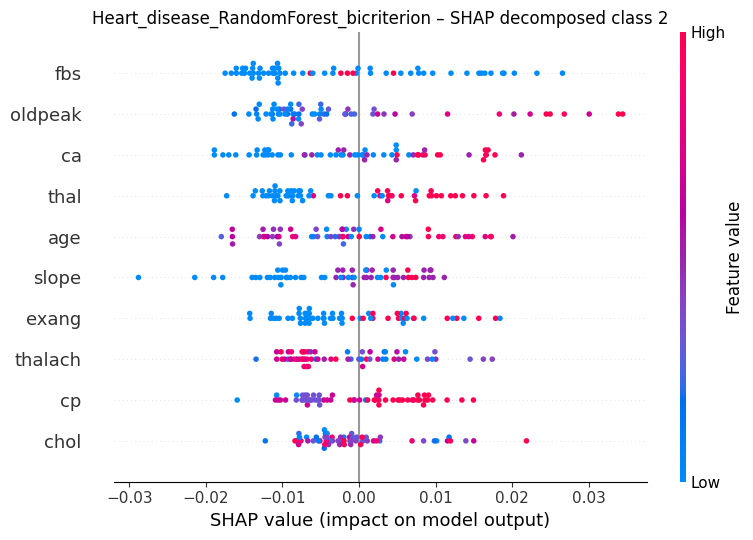 Heart_disease_RandomForest_bicriterion – SHAP decomposed class 2
High
fbs
oldpeak
ca
thal
age
slope
exang
thalach
cp
chol
Feature value
Low
−0.03 −0.02 −0.01 0.00 0.01 0.02 0.03
SHAP value (impact on model output)